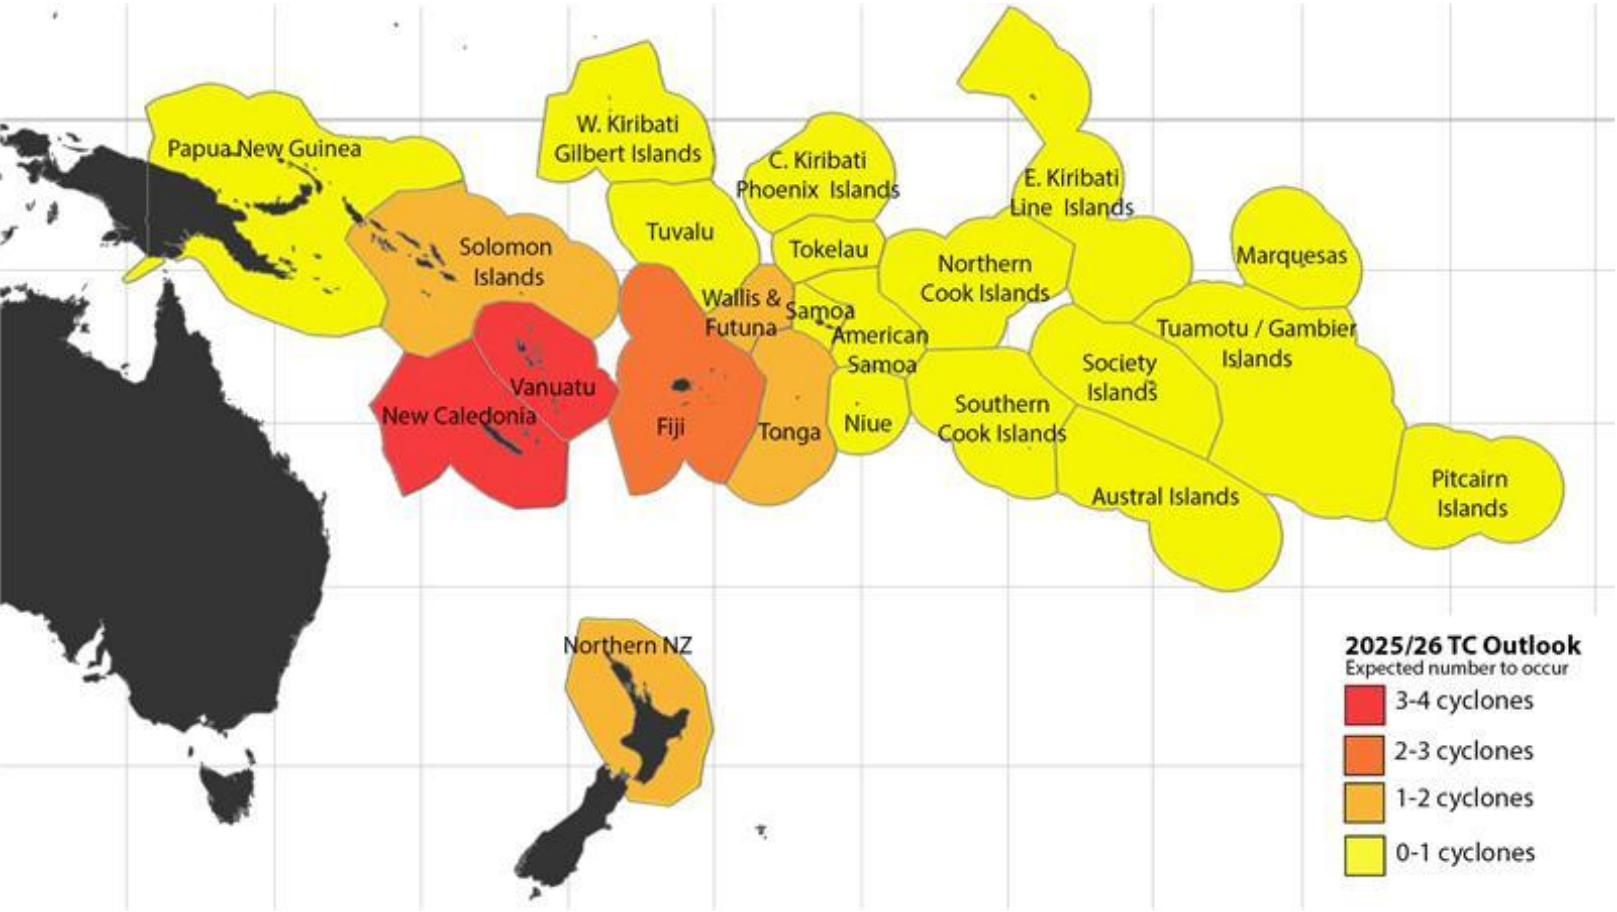 W. Kiribati
Gilbert Islands
Papua New Guinea
C. Kiribati
Phoenix Islands
E. Kiribati
Line Islands
Tuvalu
Tokelau
Solomon
Islands
Northern
Cook Islands
Marquesas
Wallis &
Futuna
Samoa
American
Samoa
Tuamotu / Gambier
Islands
Society
Islands
Vanuatu
New Caledonia
Fiji
Tonga
Niue
Southern
Cook Islands
Austral Islands
Pitcairn
Islands
Northern NZ
2025/26 TC Outlook
Expected number to occur
3-4 cyclones
2-3 cyclones
1-2 cyclones
0-1 cyclones